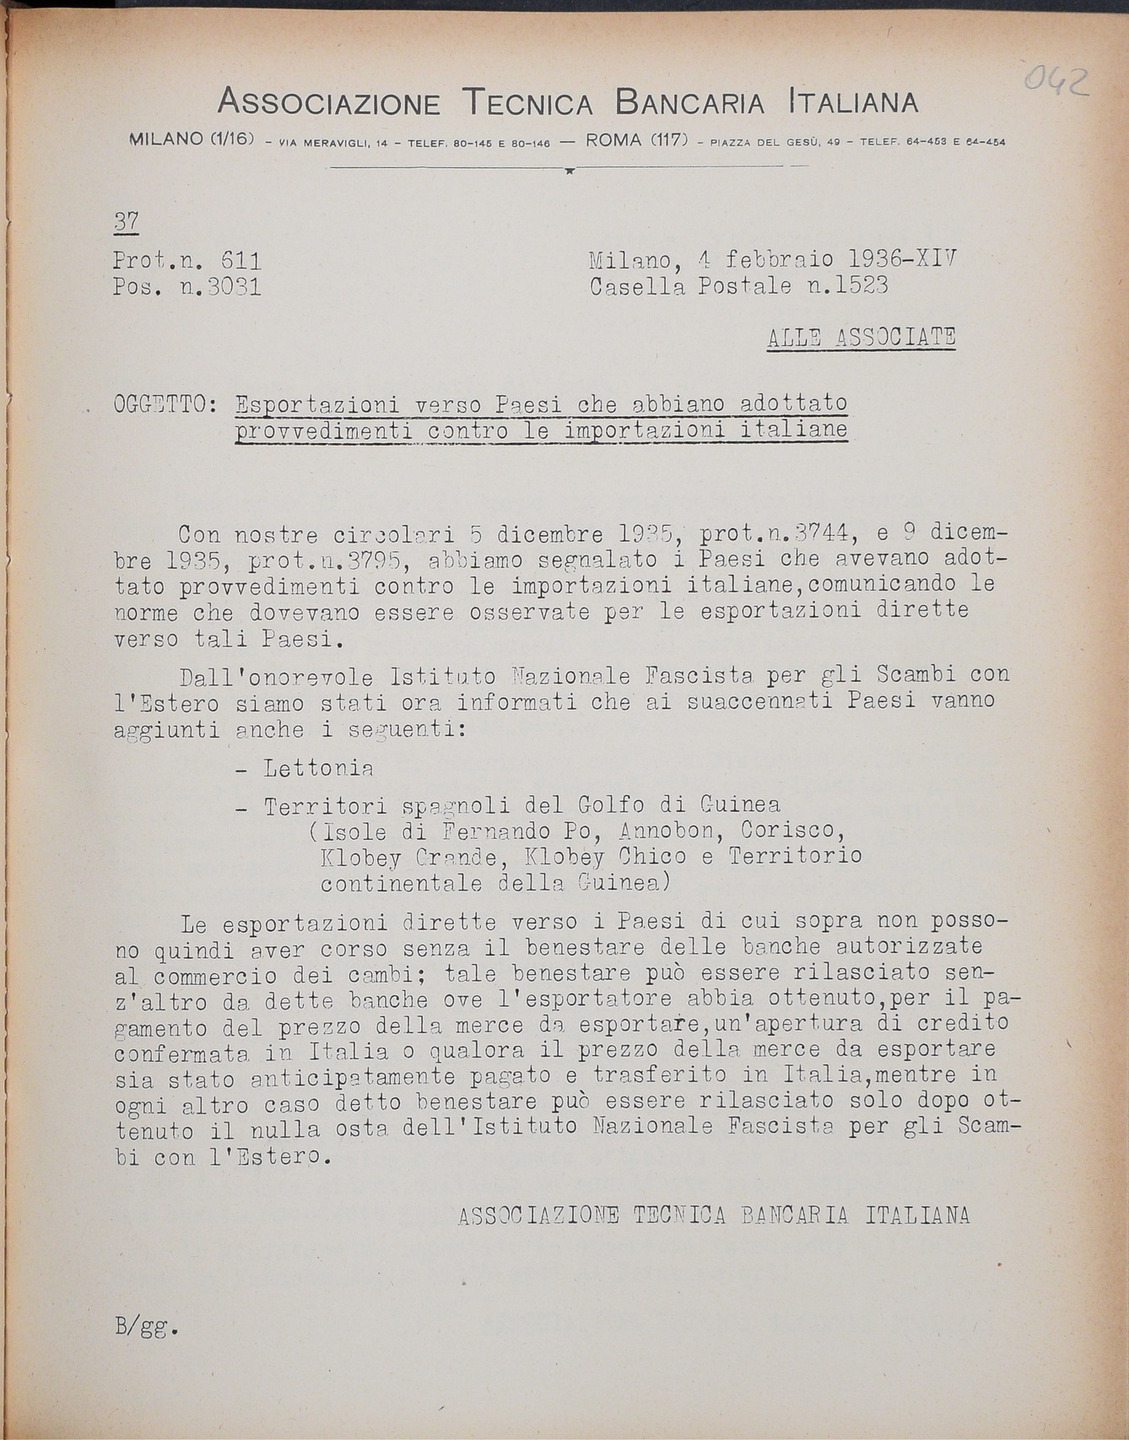 042
ASSOCIAZIONE TECNICA BANCARIA ITALIANA
MILANO (1/16) - VIA MERAVIGLI, 14 - TELEF. 80-145 E 80-146 — ROMA (117) - PIAZZA DEL GESÙ, 49 - TELEF. 64-453 E 64-454
37
Prot.n. 611
Milano, 4 febbraio 1936-XIV
Pos. n.3031
Casella Postale n.1523
ALLE ASSOCIATE
OGGETTO: Esportazioni verso Paesi che abbiano adottato
provvedimenti contro le importazioni italiane
Con nostre circolari 5 dicembre 1935, prot.n.3744, e 9 dicem-
bre 1935, prot.n.3795, abbiamo segnalato i Paesi che avevano adot-
tato provvedimenti contro le importazioni italiane,comunicando le
norme che dovevano essere osservate per le esportazioni dirette
verso tali Paesi.
Dall'onorevole Istituto Nazionale Fascista per gli Scambi con
l'Estero siamo stati ora informati che ai suaccennati Paesi vanno
aggiunti anche i seguenti:
- Lettonia
- Territori spagnoli del Golfo di Guinea
(Isole di Fernando Po, Annobon, Corisco,
Klobey Grande, Klobey Chico e Territorio
continentale della Guinea)
Le esportazioni dirette verso i Paesi di cui sopra non posso-
no quindi aver corso senza il benestare delle banche autorizzate
al commercio dei cambi; tale benestare può essere rilasciato sen-
z'altro da dette banche ove l'esportatore abbia ottenuto,per il pa-
gamento del prezzo della merce da esportare,un'apertura di credito
confermata in Italia o qualora il prezzo della merce da esportare
sia stato anticipatamente pagato e trasferito in Italia,mentre in
ogni altro caso detto benestare può essere rilasciato solo dopo ot-
tenuto il nulla osta dell'Istituto Nazionale Fascista per gli Scam-
bi con l'Estero.
ASSOCIAZIONE TECNICA BANCARIA ITALIANA
B/gg.